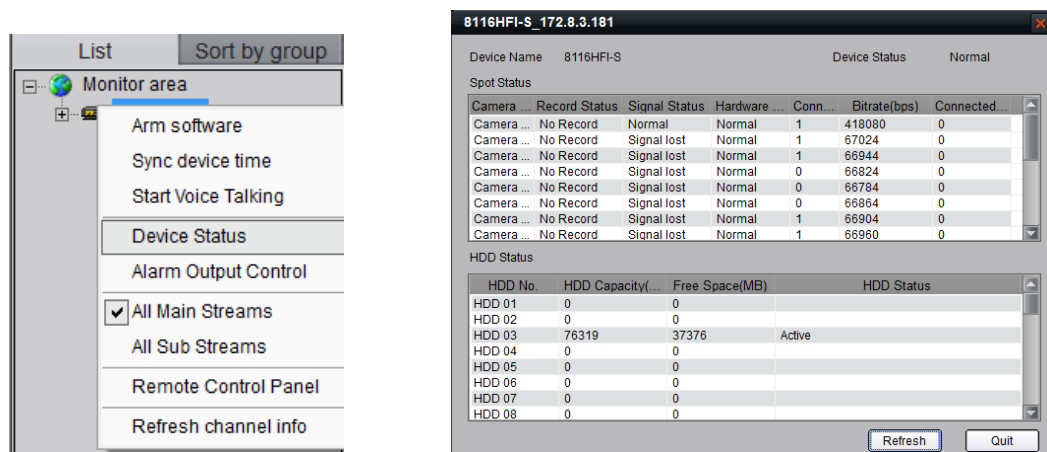 List Sort by group
Monitor area
Arm software
Sync device time
Start Voice Talking
Device Status
Alarm Output Control
All Main Streams
All Sub Streams
Remote Control Panel
Refresh channel info
8116HFI-S_172.8.3.181
Device Name 8116HFI-S Device Status Normal
Spot Status
Camera ... Record Status Signal Status Hardware ... Conn... Bitrate(bps) Connected...
Camera ... No Record Normal Normal 1 418080 0
Camera ... No Record Signal lost Normal 1 67024 0
Camera ... No Record Signal lost Normal 1 66944 0
Camera ... No Record Signal lost Normal 0 66824 0
Camera ... No Record Signal lost Normal 0 66784 0
Camera ... No Record Signal lost Normal 0 66864 0
Camera ... No Record Signal lost Normal 1 66904 0
Camera ... No Record Signal lost Normal 1 66960 0
HDD Status
HDD No. HDD Capacity(... Free Space(MB) HDD Status
HDD 01 0 0
HDD 02 0 0
HDD 03 76319 37376 Active
HDD 04 0 0
HDD 05 0 0
HDD 06 0 0
HDD 07 0 0
HDD 08 0 0
Refresh Quit